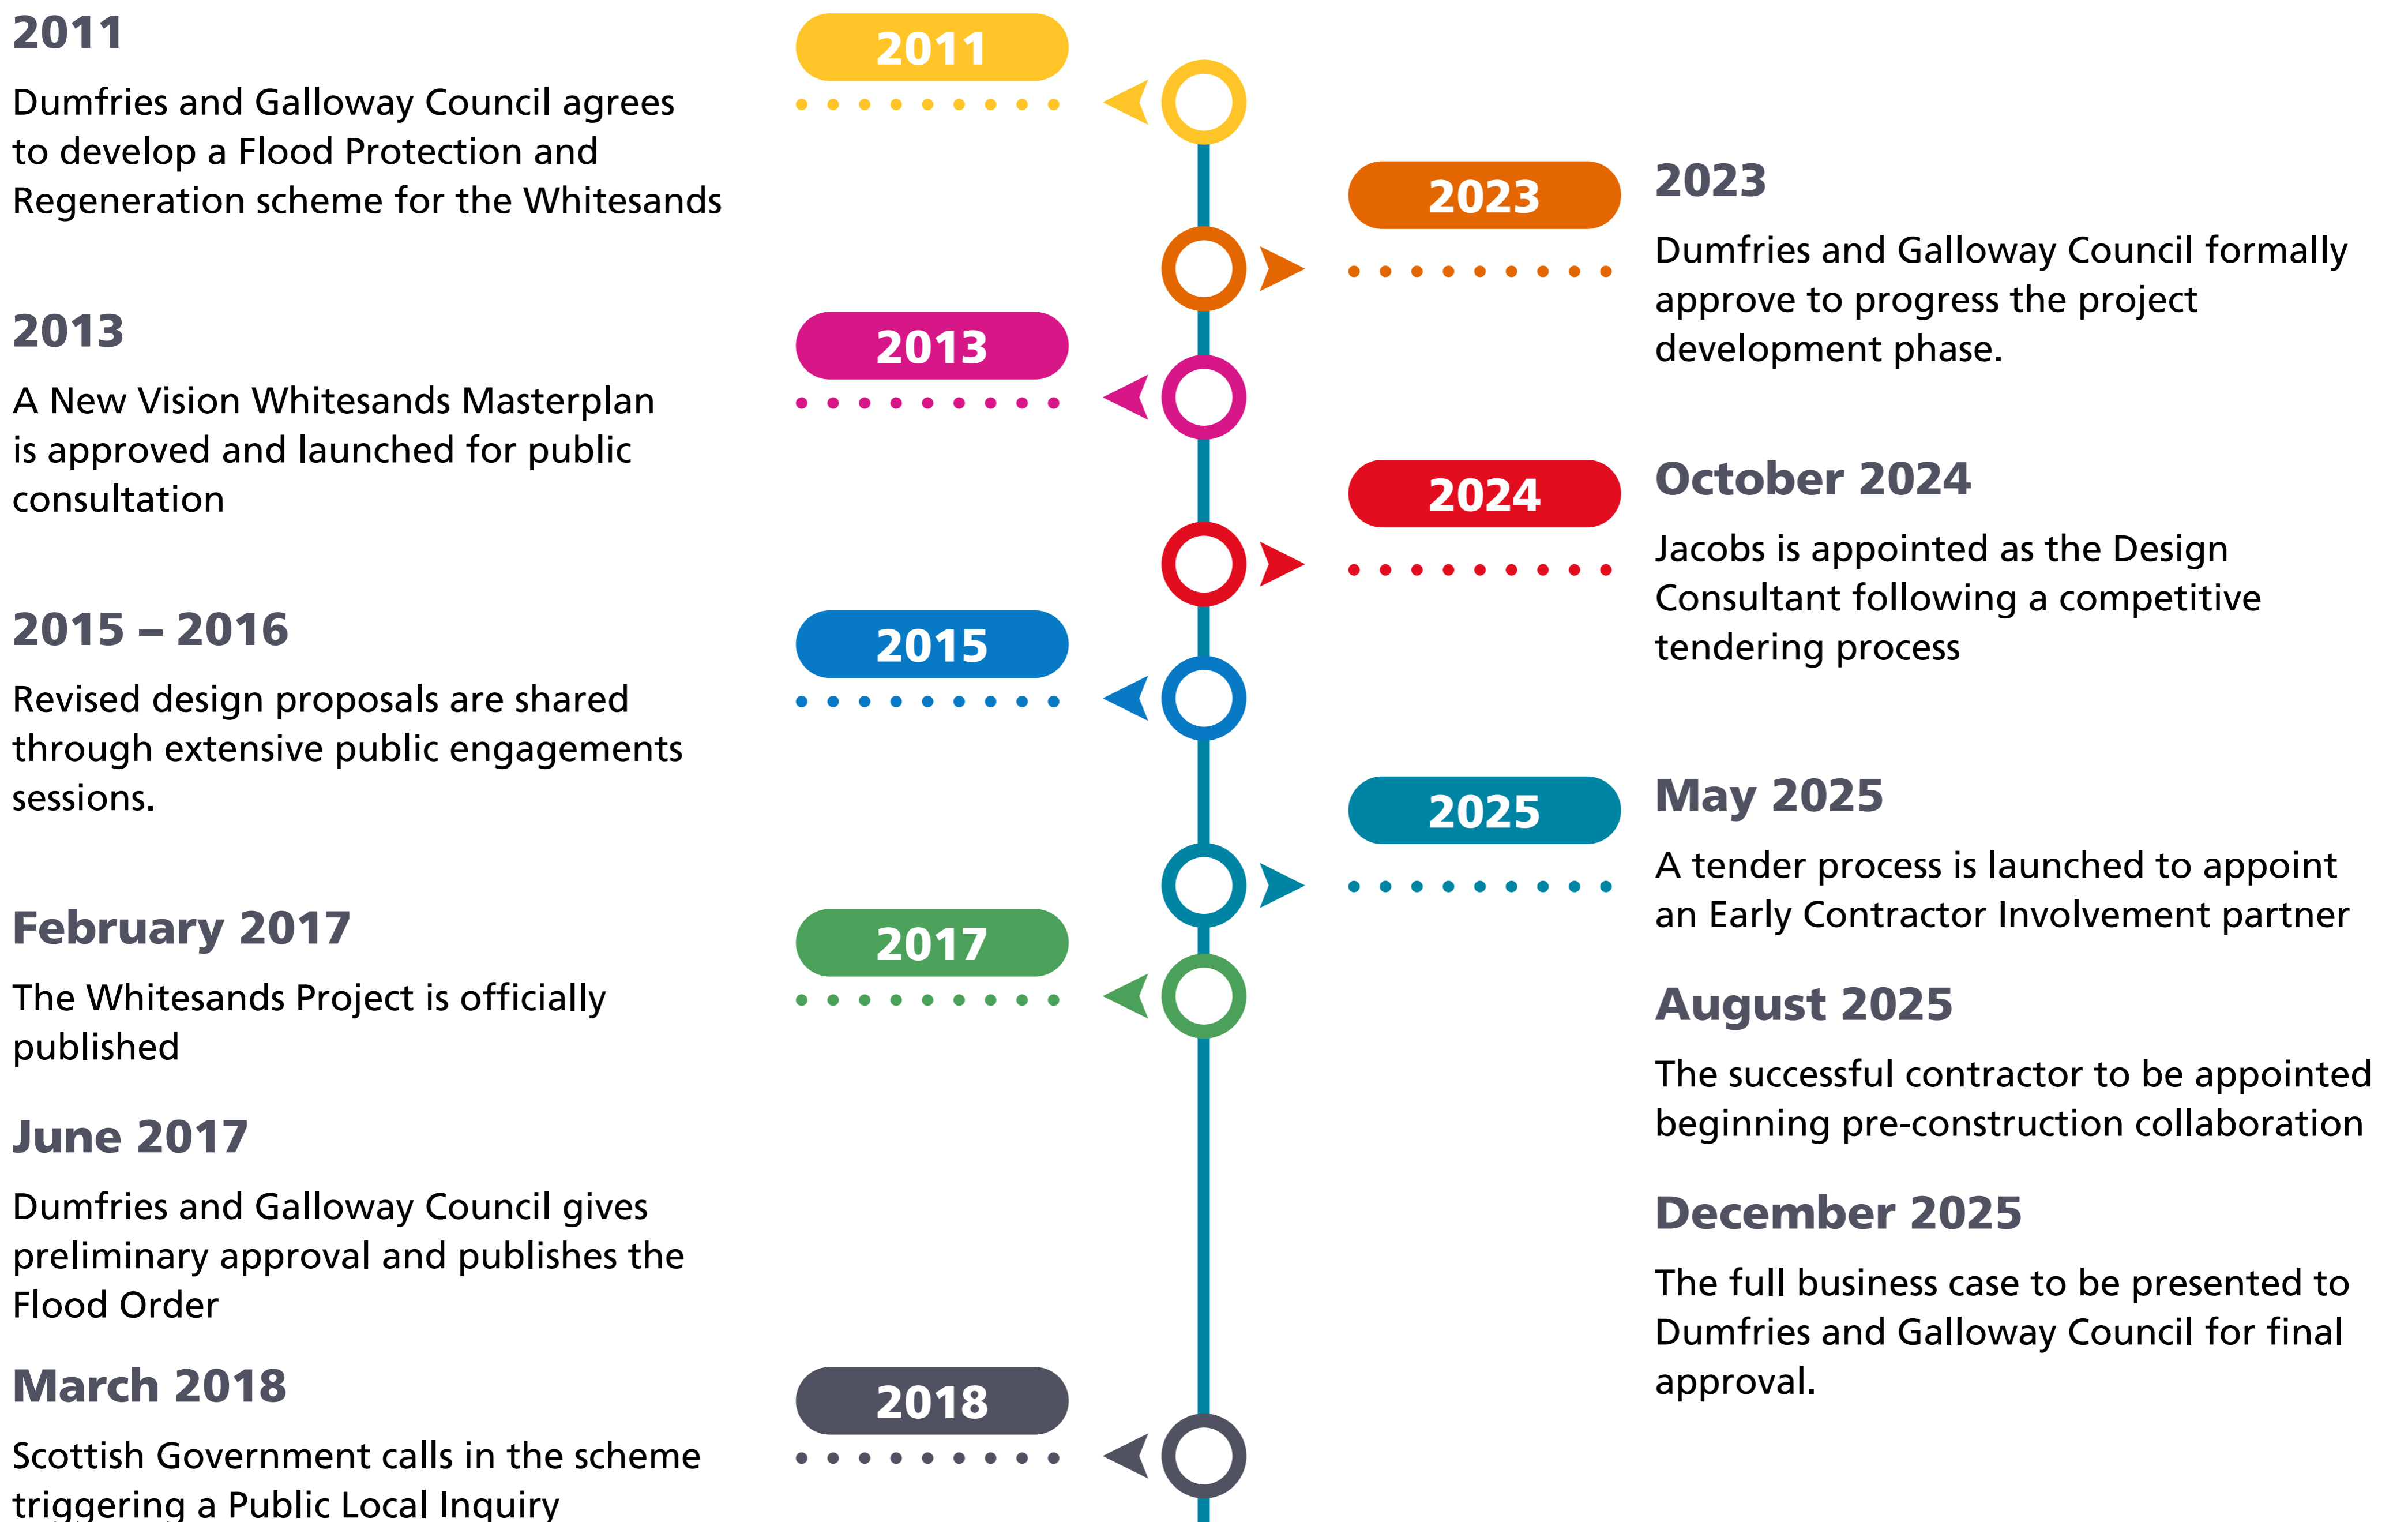 2011
Dumfries and Galloway Council agrees
to develop a Flood Protection and
Regeneration scheme for the Whitesands
2011
2013
A New Vision Whitesands Masterplan
is approved and launched for public
consultation
2013
2015 – 2016
Revised design proposals are shared
through extensive public engagements
sessions.
2015
February 2017
The Whitesands Project is officially
published
2017
June 2017
Dumfries and Galloway Council gives
preliminary approval and publishes the
Flood Order
March 2018
Scottish Government calls in the scheme
triggering a Public Local Inquiry
2018
2023
2023
Dumfries and Galloway Council formally
approve to progress the project
development phase.
2024
October 2024
Jacobs is appointed as the Design
Consultant following a competitive
tendering process
2025
May 2025
A tender process is launched to appoint
an Early Contractor Involvement partner
August 2025
The successful contractor to be appointed
beginning pre-construction collaboration
December 2025
The full business case to be presented to
Dumfries and Galloway Council for final
approval.